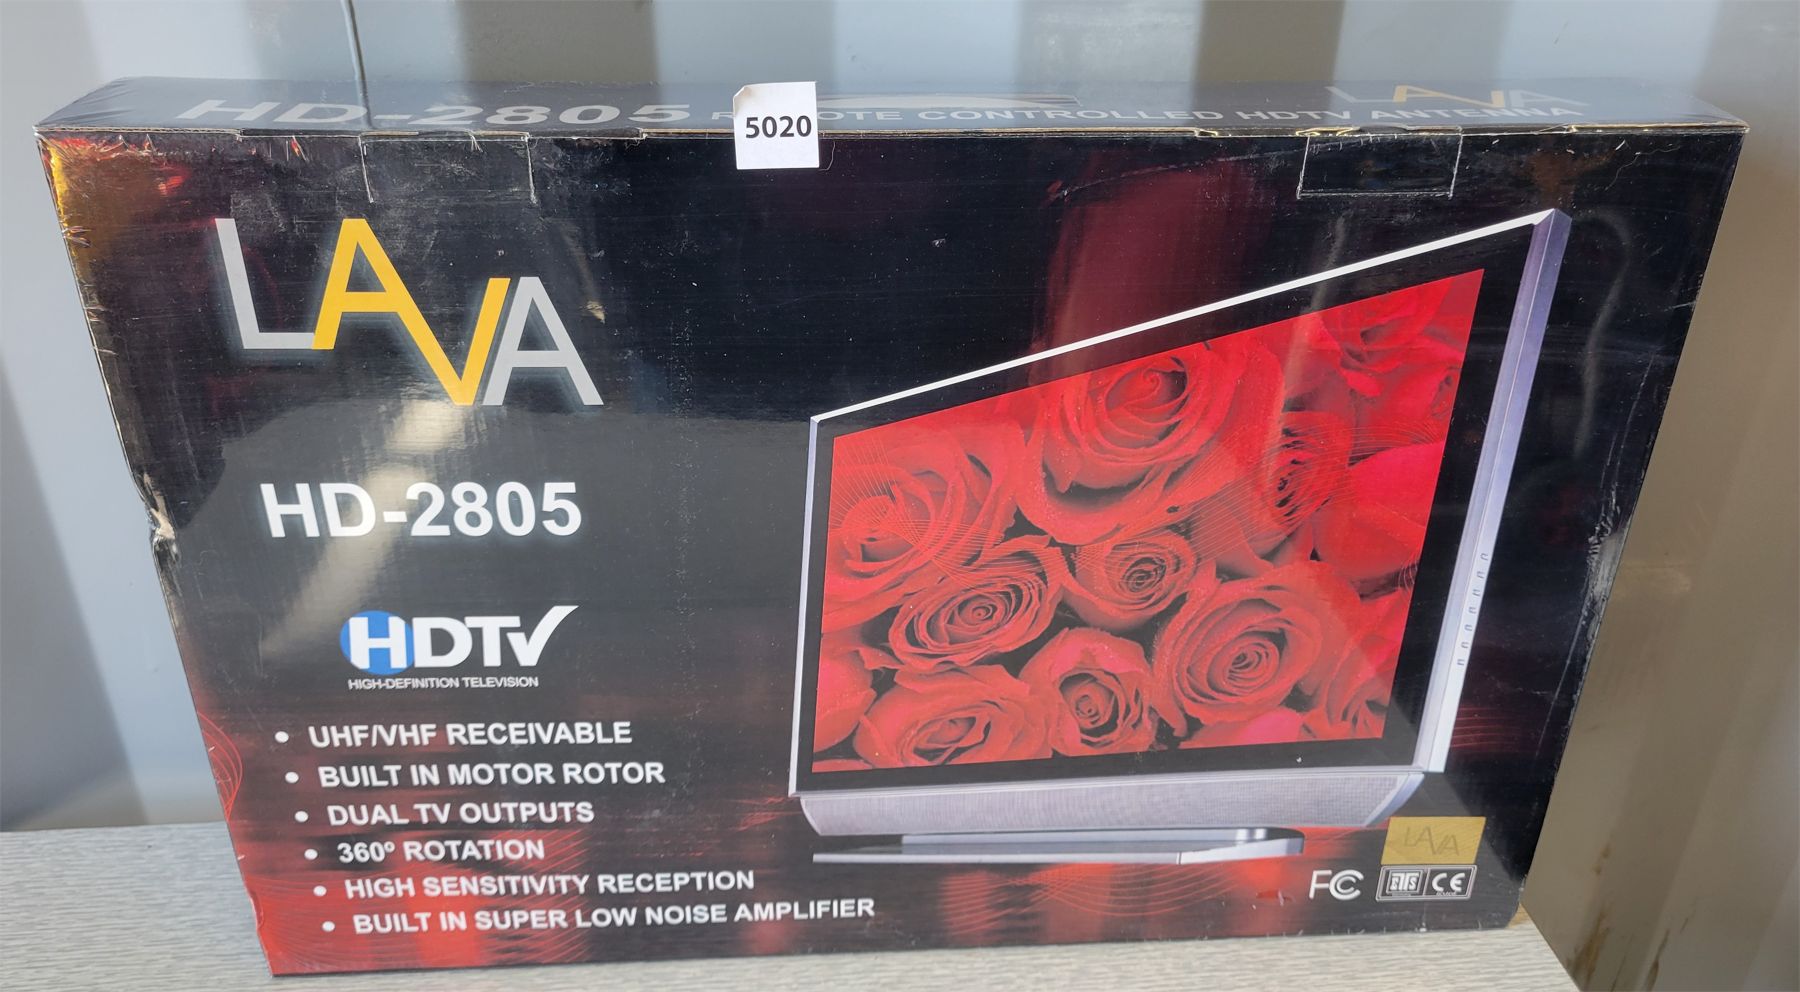 HD-2805 REMOTE CONTROLLED HDTV ANTENNA
LAVA
5020
LAVA
HD-2805
HDTV
HIGH-DEFINITION TELEVISION
• UHF/VHF RECEIVABLE
• BUILT IN MOTOR ROTOR
• DUAL TV OUTPUTS
• 360º ROTATION
• HIGH SENSITIVITY RECEPTION
• BUILT IN SUPER LOW NOISE AMPLIFIER
LAVA
FC CE